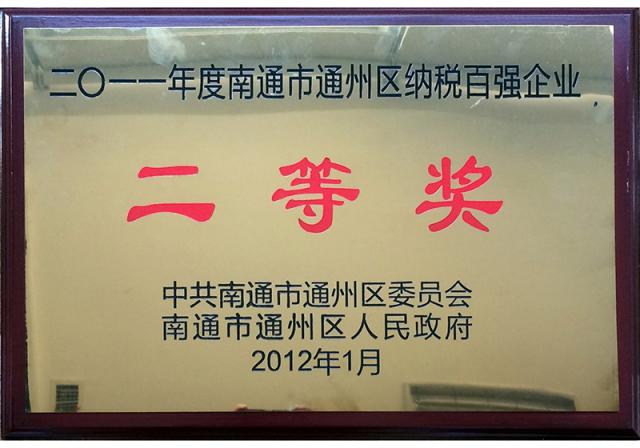 二〇一一年度南通市通州区纳税百强企业
二等奖
中共南通市通州区委员会
南通市通州区人民政府
2012年1月